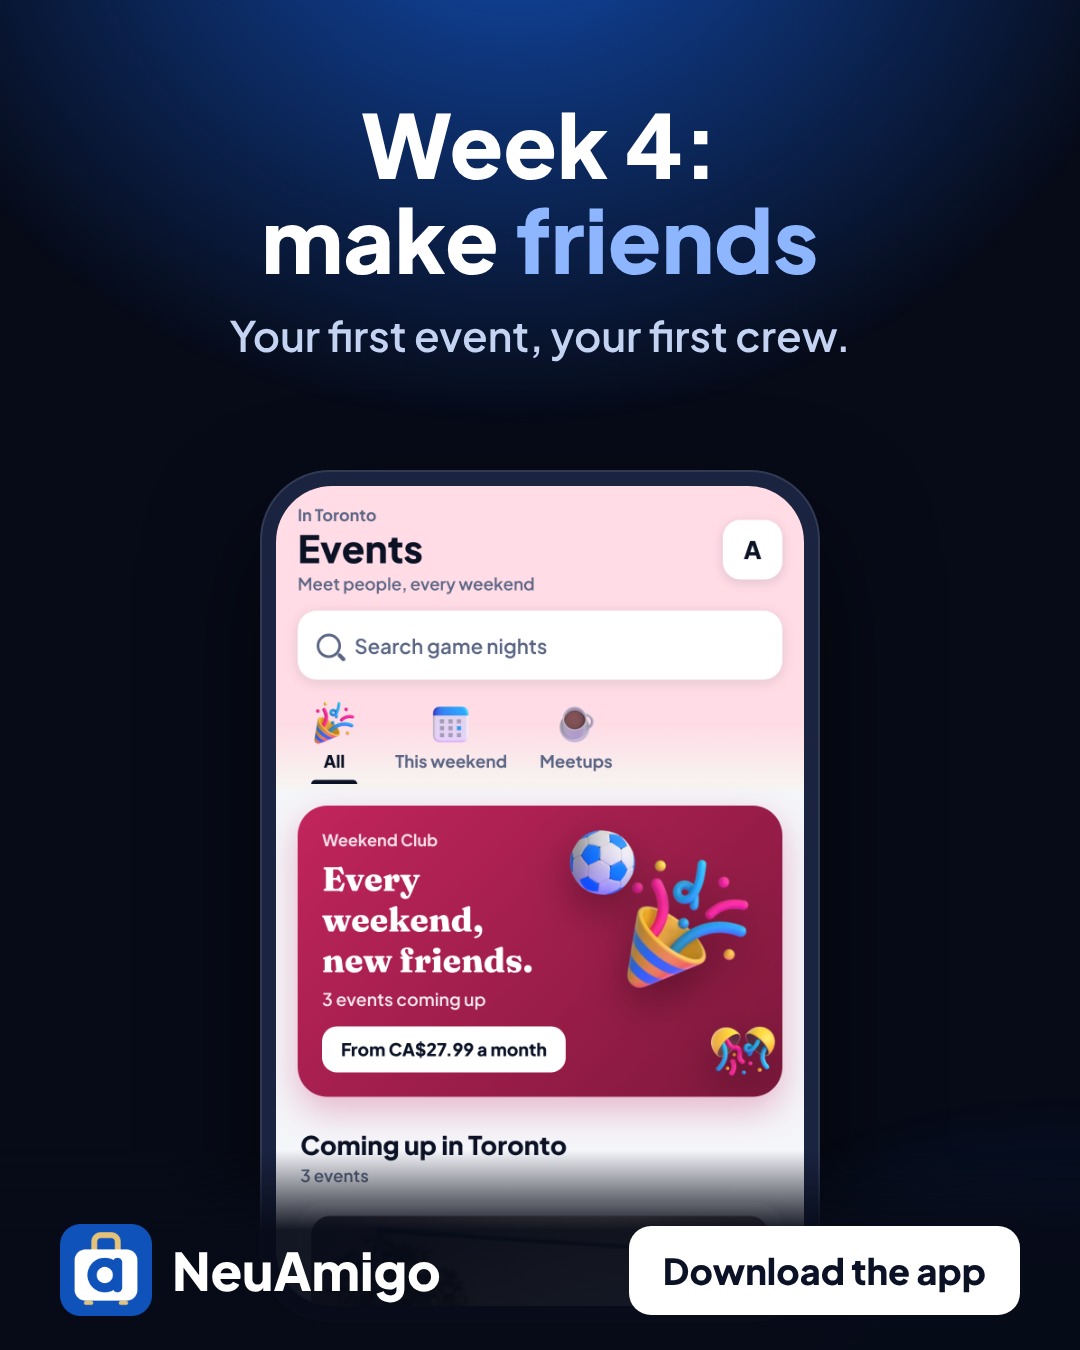 Week 4:
make friends
Your first event, your first crew.
In Toronto
Events
A
Meet people, every weekend
Search game nights
All
This weekend
Meetups
Weekend Club
Every
weekend,
new friends.
3 events coming up
From CA$27.99 a month
Coming up in Toronto
3 events
a
NeuAmigo
Download the app